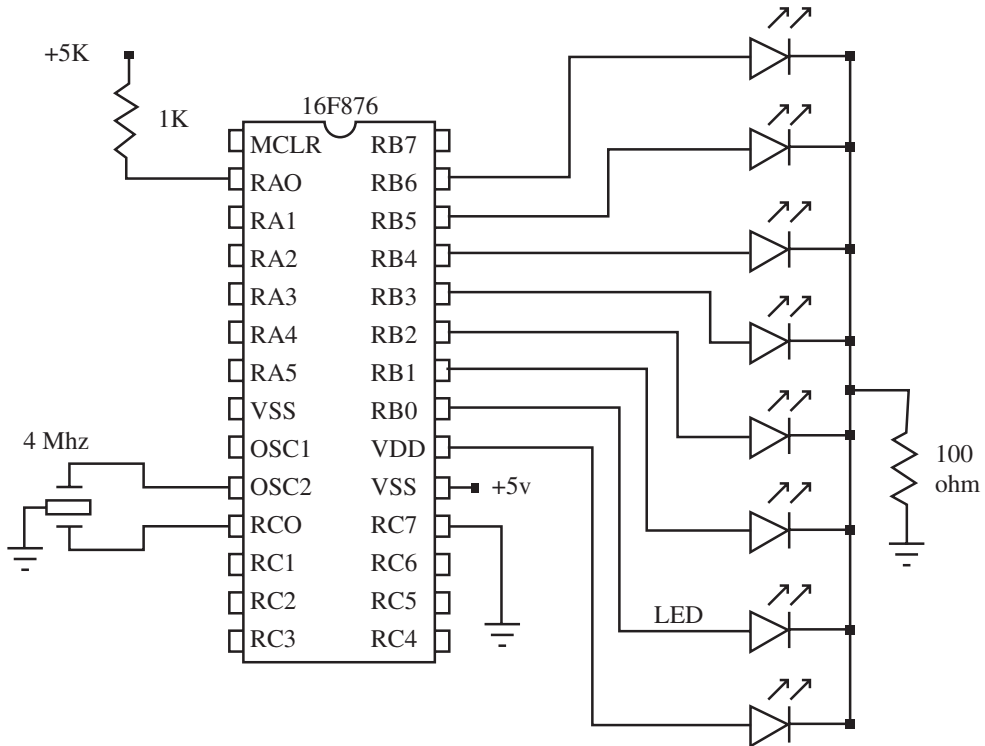 +5K
1K
16F876
MCLR
RAO
RA1
RA2
RA3
RA4
RA5
VSS
OSC1
OSC2
RCO
RC1
RC2
RC3
RB7
RB6
RB5
RB4
RB3
RB2
RB1
RB0
VDD
VSS
RC7
RC6
RC5
RC4
4 Mhz
+5v
LED
100
ohm